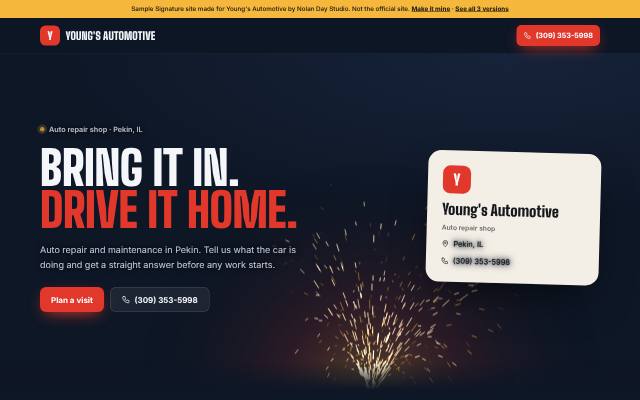 Sample Signature site made for Young's Automotive by Nolan Day Studio. Not the official site. Make it mine · See all 3 versions
Y YOUNG'S AUTOMOTIVE
(309) 353-5998
Auto repair shop · Pekin, IL
BRING IT IN.
DRIVE IT HOME.
Auto repair and maintenance in Pekin. Tell us what the car is
doing and get a straight answer before any work starts.
Plan a visit
(309) 353-5998
Y
Young's Automotive
Auto repair shop
Pekin, IL
(309) 353-5998